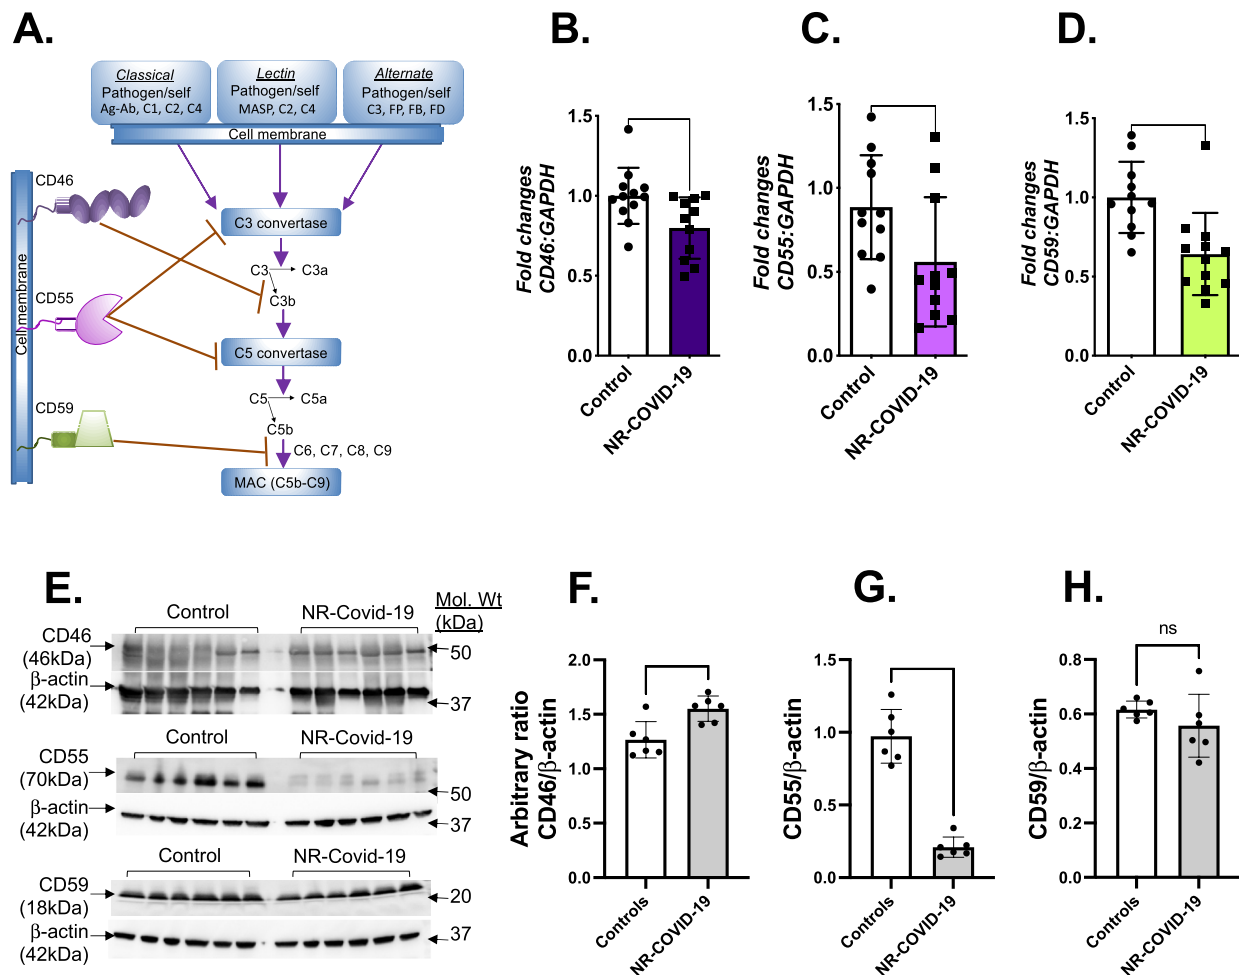 A.
Classical
Pathogen/self
Ag-Ab, C1, C2, C4
Lectin
Pathogen/self
MASP, C2, C4
Alternate
Pathogen/self
C3, FP, FB, FD
Cell membrane
Cell membrane
CD46
CD55
CD59
C3 convertase
C3
C3a
C3b
C5 convertase
C5
C5a
C5b
C6, C7, C8, C9
MAC (C5b-C9)
B.
Fold changes
CD46:GAPDH
1.5
1.0
0.5
0.0
Control
NR-COVID-19
C.
Fold changes
CD55:GAPDH
1.5
1.0
0.5
0.0
Control
NR-COVID-19
D.
Fold changes
CD59:GAPDH
1.5
1.0
0.5
0.0
Control
NR-COVID-19
E.
Control
NR-Covid-19
Mol. Wt
(kDa)
CD46
(46kDa)
50
β-actin
(42kDa)
37
Control
NR-Covid-19
CD55
(70kDa)
50
β-actin
(42kDa)
37
Control
NR-Covid-19
CD59
(18kDa)
20
β-actin
(42kDa)
37
F.
Arbitrary ratio
CD46/β-actin
2.0
1.5
1.0
0.5
0.0
Controls
NR-COVID-19
G.
CD55/β-actin
1.5
1.0
0.5
0.0
Controls
NR-COVID-19
H.
ns
CD59/β-actin
0.8
0.6
0.4
0.2
0.0
Controls
NR-COVID-19